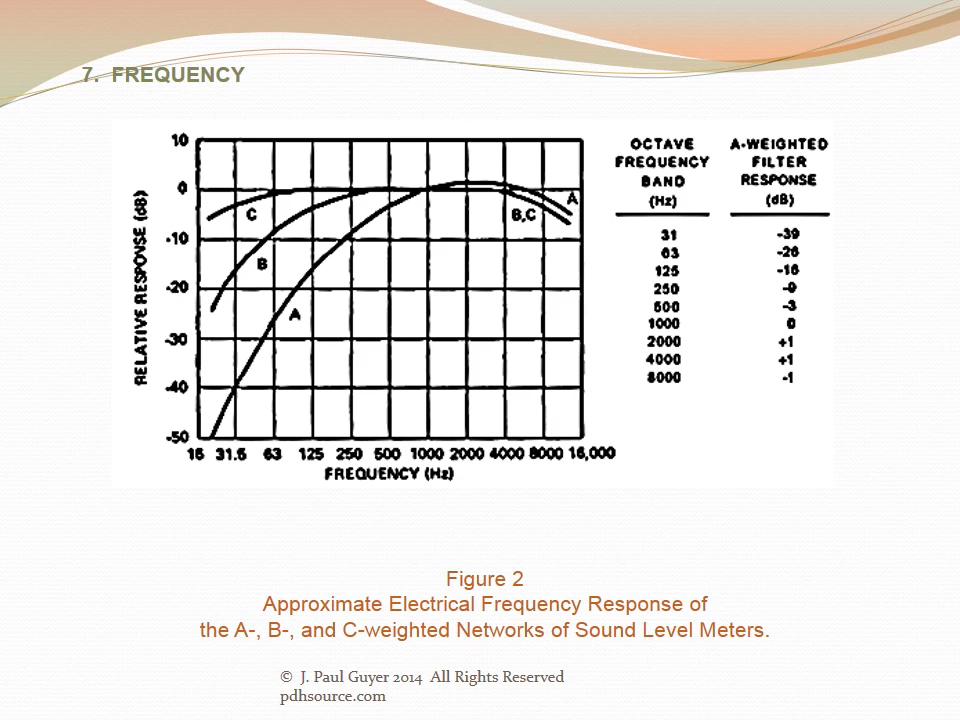 7. FREQUENCY
10
0
-10
-20
-30
-40
-50
RELATIVE RESPONSE (dB)
C
B
A
B,C
A
16 31.5 63 125 250 500 1000 2000 4000 8000 16,000
FREQUENCY (Hz)
OCTAVE FREQUENCY BAND (Hz) A-WEIGHTED FILTER RESPONSE (dB)
31 -39
63 -26
125 -16
250 -9
500 -3
1000 0
2000 +1
4000 +1
8000 -1
Figure 2
Approximate Electrical Frequency Response of
the A-, B-, and C-weighted Networks of Sound Level Meters.
© J. Paul Guyer 2014 All Rights Reserved
pdhsource.com